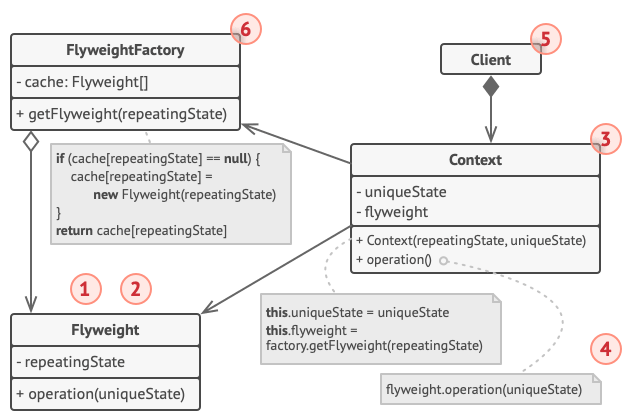 6
FlyweightFactory
- cache: Flyweight[]
+ getFlyweight(repeatingState)
if (cache[repeatingState] == null) {
cache[repeatingState] =
new Flyweight(repeatingState)
}
return cache[repeatingState]
5
Client
3
Context
- uniqueState
- flyweight
+ Context(repeatingState, uniqueState)
+ operation()
this.uniqueState = uniqueState
this.flyweight =
factory.getFlyweight(repeatingState)
4
flyweight.operation(uniqueState)
1 2
Flyweight
- repeatingState
+ operation(uniqueState)